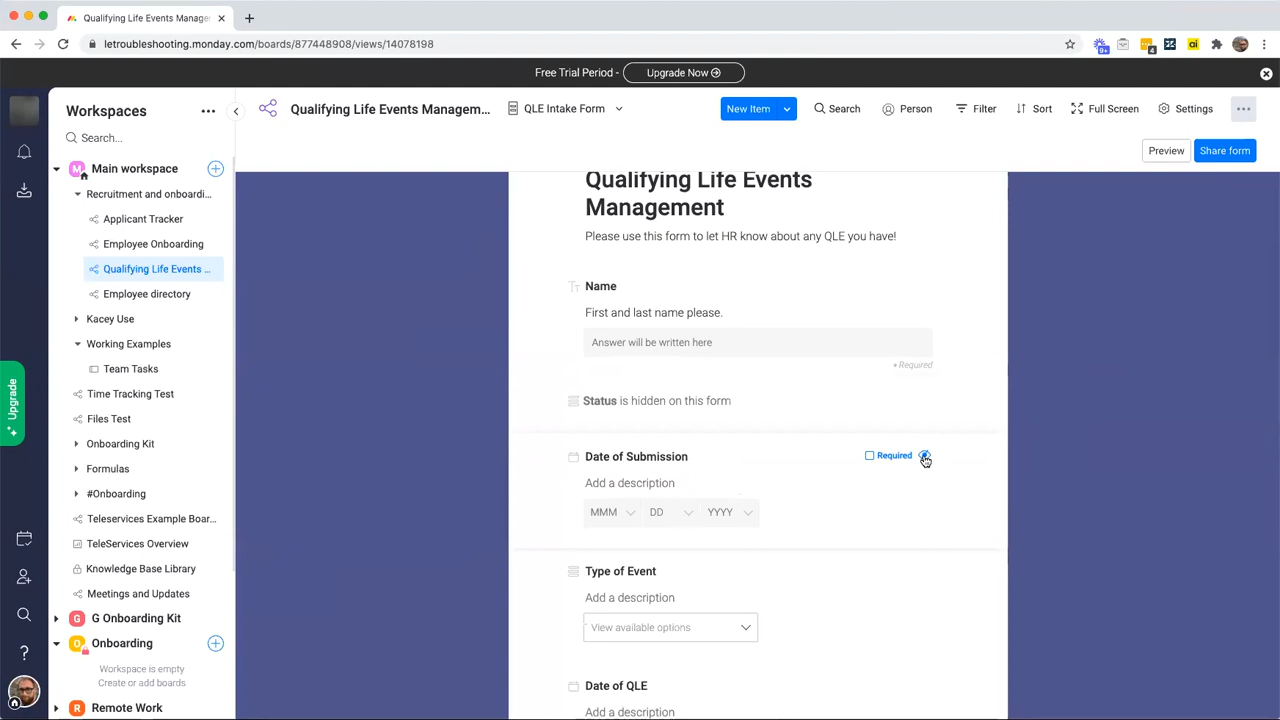 Qualifying Life Events Manage
letroubleshooting.monday.com/boards/877448908/views/14678198
9+
4
ai
Free Trial Period -
Upgrade Now
Workspaces
Qualifying Life Events Managem...
QLE Intake Form
New Item
Search
Person
Filter
Sort
Full Screen
Settings
Search...
Preview
Share form
M
Main workspace
Recruitment and onboardi...
Applicant Tracker
Employee Onboarding
Qualifying Life Events ...
Employee directory
Kacey Use
Working Examples
Team Tasks
Time Tracking Test
Files Test
Onboarding Kit
Formulas
#Onboarding
Teleservices Example Boar...
TeleServices Overview
Knowledge Base Library
Meetings and Updates
G
G Onboarding Kit
O
Onboarding
Workspace is empty
Create or add boards
R
Remote Work
Upgrade
Qualifying Life Events
Management
Please use this form to let HR know about any QLE you have!
Name
First and last name please.
Answer will be written here
* Required
Status is hidden on this form
Date of Submission
Required
Add a description
MMM
DD
YYYY
Type of Event
Add a description
View available options
Date of QLE
Add a description